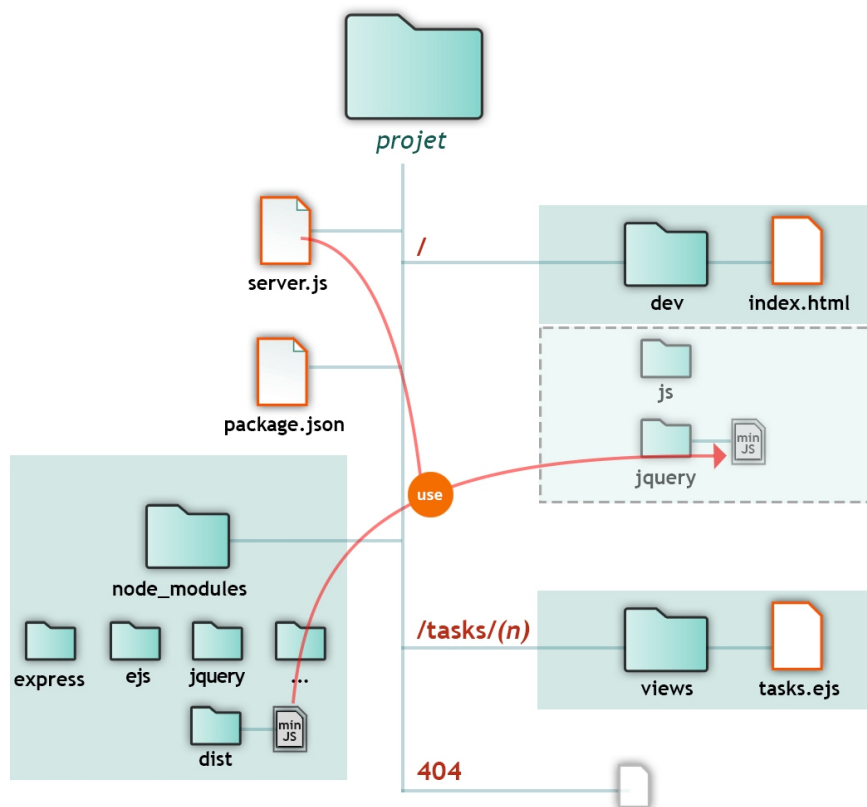 projet
server.js
/
dev
index.html
js
package.json
min
JS
jquery
use
node_modules
/tasks/(n)
express
ejs
jquery
...
views
tasks.ejs
min
JS
dist
404